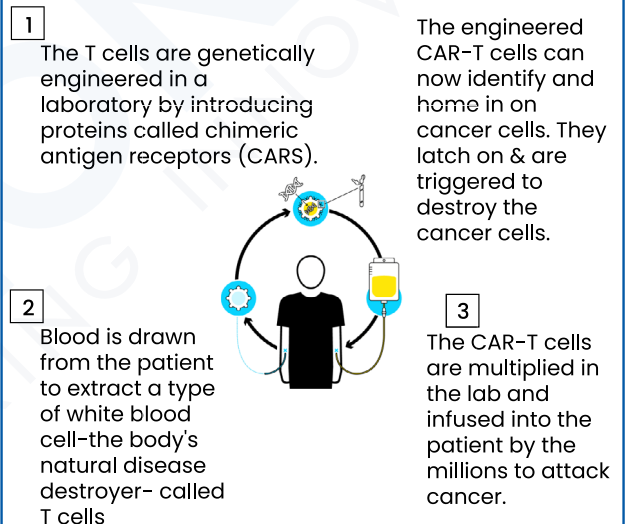 1
The T cells are genetically
engineered in a
laboratory by introducing
proteins called chimeric
antigen receptors (CARS).
The engineered
CAR-T cells can
now identify and
home in on
cancer cells. They
latch on & are
triggered to
destroy the
cancer cells.
2
Blood is drawn
from the patient
to extract a type
of white blood
cell-the body's
natural disease
destroyer- called
T cells
3
The CAR-T cells
are multiplied in
the lab and
infused into the
patient by the
millions to attack
cancer.